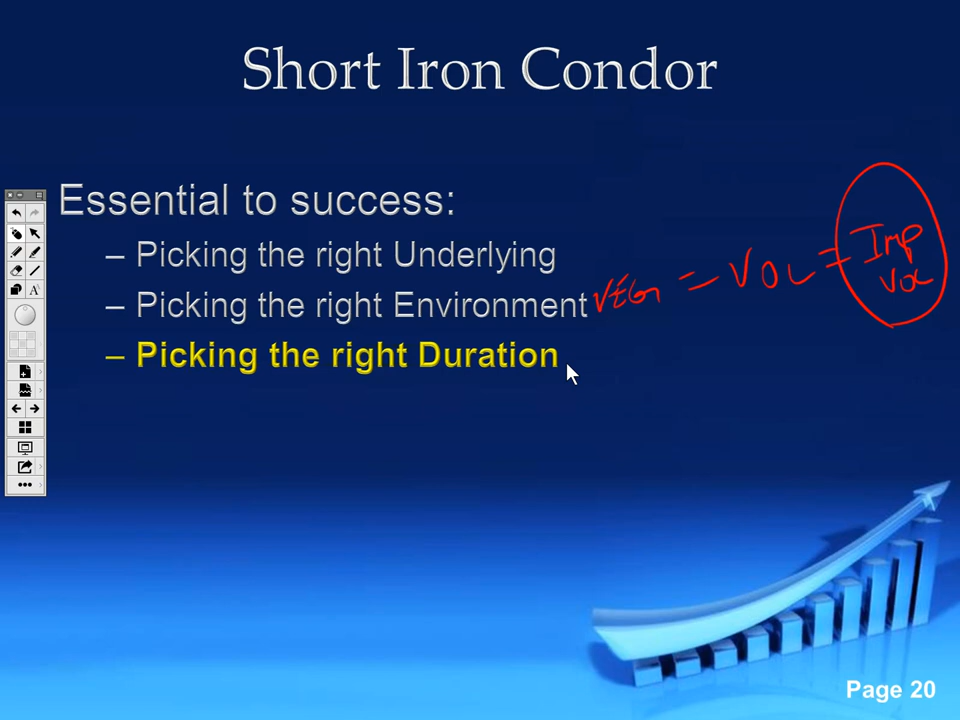 Short Iron Condor
Essential to success:
– Picking the right Underlying
– Picking the right Environment
– Picking the right Duration
= VOL = Imp
VOL
A
Page 20